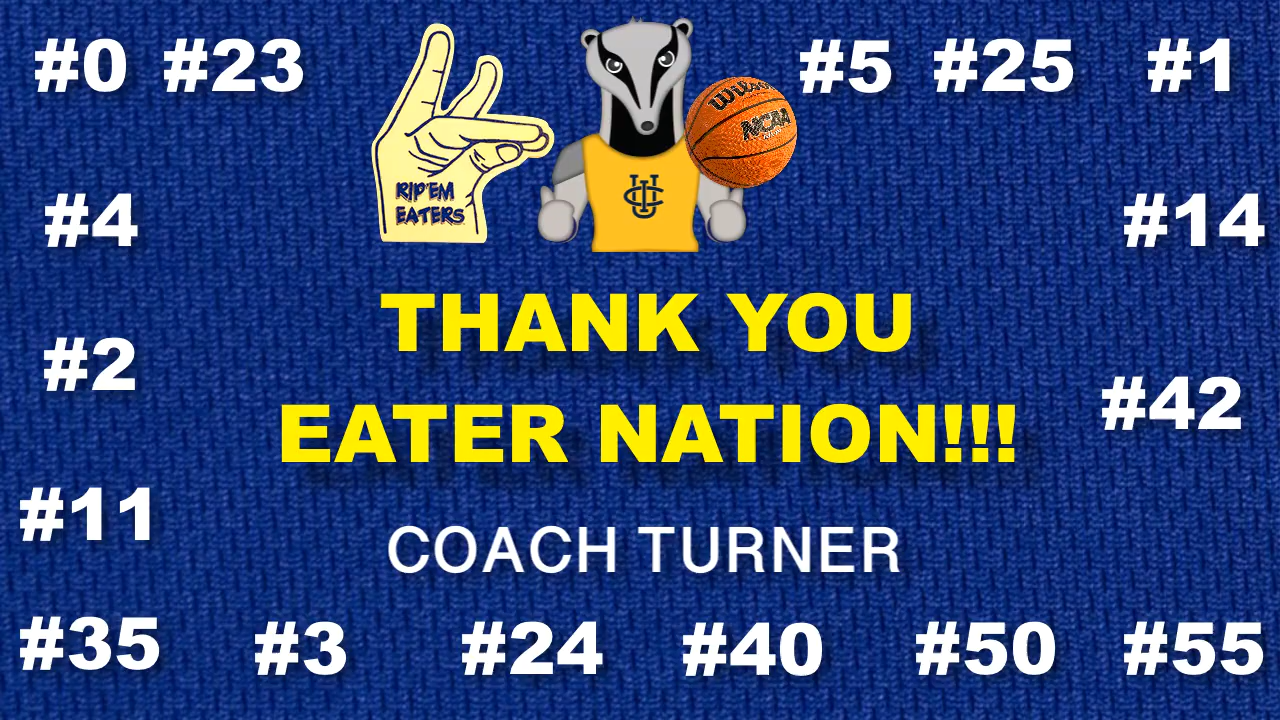 #0 #23 #5 #25 #1
Wilson
NCAA
RIP'EM
EATERS
UCI
#4 #14
THANK YOU
#2
#42
EATER NATION!!!
#11
COACH TURNER
#35 #3 #24 #40 #50 #55